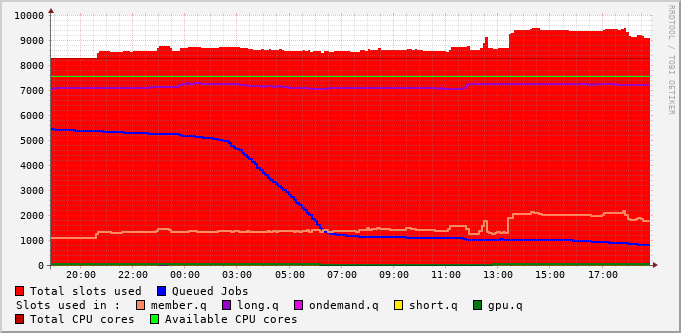 RRDTOOL / TOBI OETIKER
10000
9000
8000
7000
6000
5000
4000
3000
2000
1000
0
20:00 22:00 00:00 03:00 05:00 07:00 09:00 11:00 13:00 15:00 17:00
Total slots used Queued Jobs
Slots used in : member.q long.q ondemand.q short.q gpu.q
Total CPU cores Available CPU cores